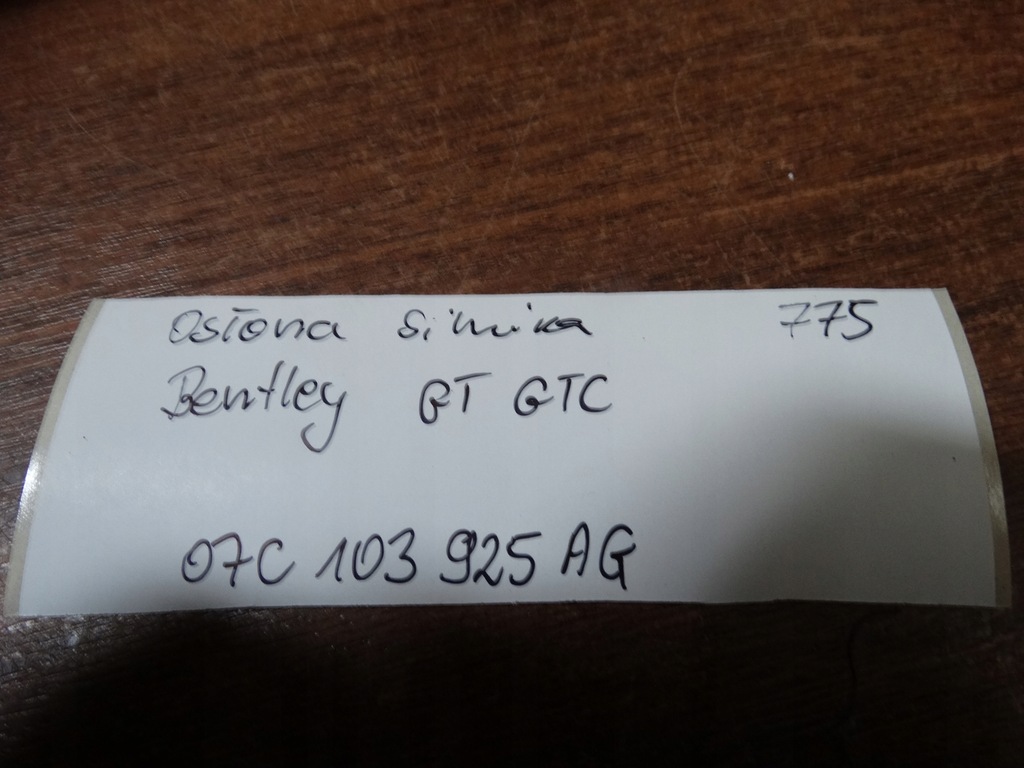 Osłona silnika 775
Bentley GT GTC
07C 103 925 AG